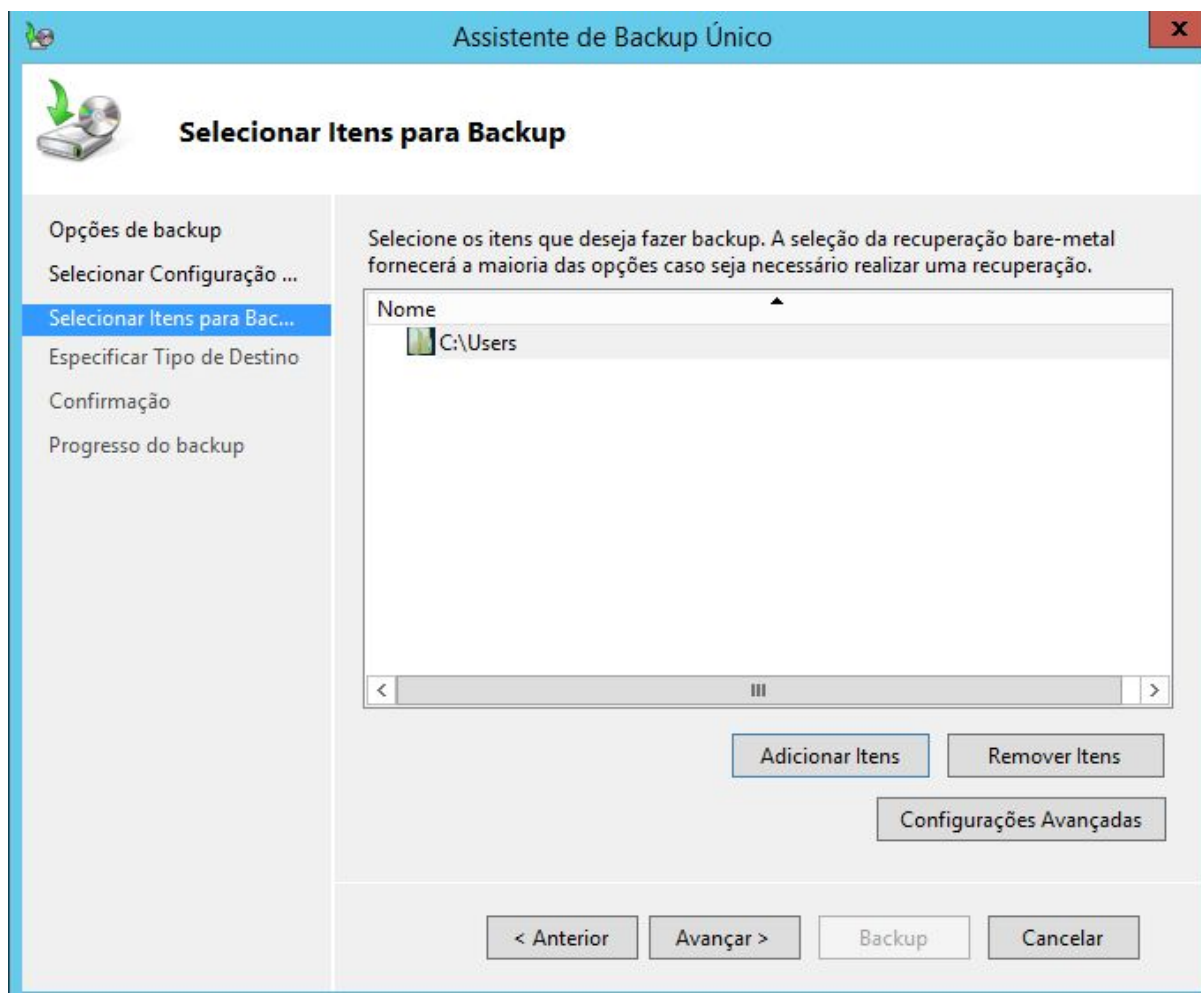 Assistente de Backup Único
x
Selecionar Itens para Backup
Opções de backup
Selecionar Configuração ...
Selecionar Itens para Bac...
Especificar Tipo de Destino
Confirmação
Progresso do backup
Selecione os itens que deseja fazer backup. A seleção da recuperação bare-metal
fornecerá a maioria das opções caso seja necessário realizar uma recuperação.
Nome
C:\Users
Adicionar Itens
Remover Itens
Configurações Avançadas
< Anterior
Avançar >
Backup
Cancelar